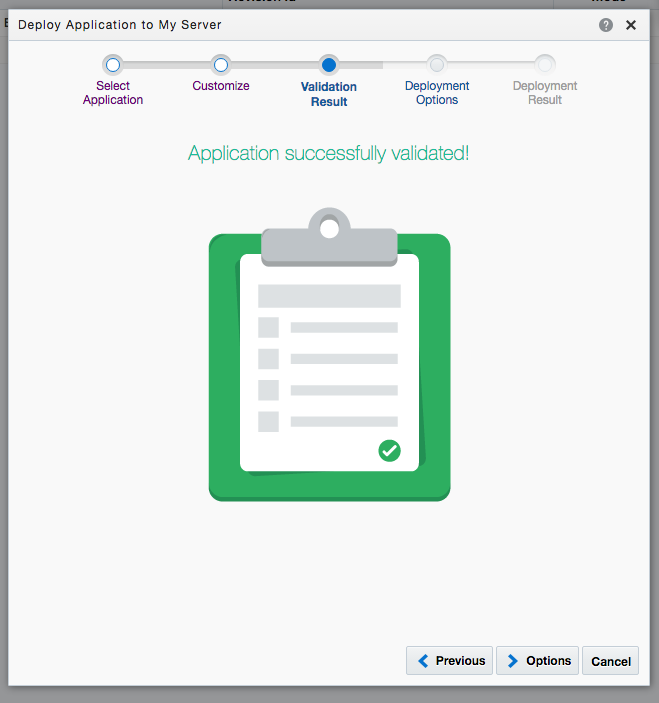 Deploy Application to My Server
Select
Application
Customize
Validation
Result
Deployment
Options
Deployment
Result
Application successfully validated!
Previous
Options
Cancel